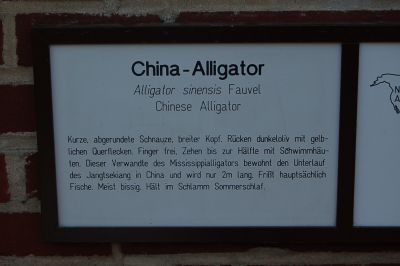 China-Alligator
Alligator sinensis Fauvel
Chinese Alligator
Kurze, abgerundete Schnauze, breiter Kopf. Rücken dunkeloliv mit gelb-
lichen Querflecken. Finger frei, Zehen bis zur Hälfte mit Schwimmhäu-
ten. Dieser Verwandte des Mississippialligators bewohnt den Unterlauf
des Jangtsekiang in China und wird nur 2m lang. Frißt hauptsächlich
Fische. Meist bissig. Hält im Schlamm Sommerschlaf.
N
A